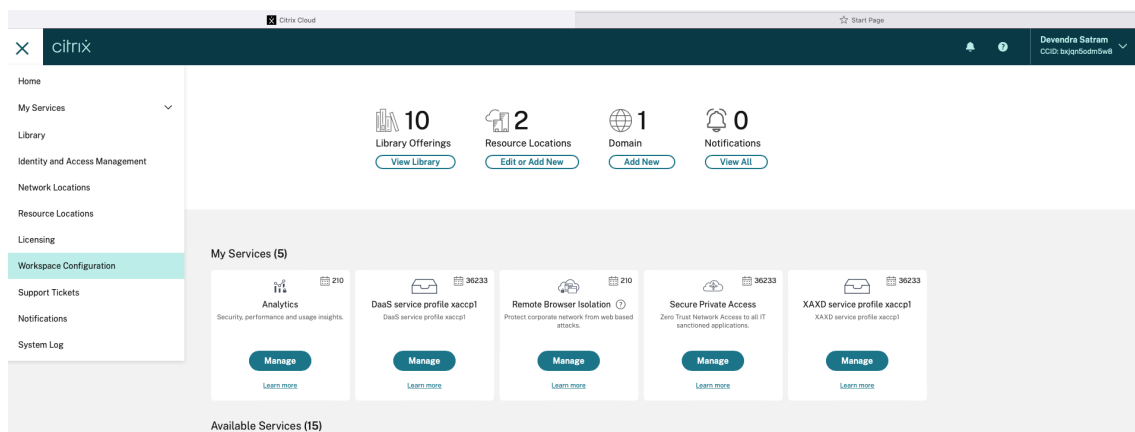 Citrix Cloud
Start Page
citrix
Devendra Satram
CCID: bxjqn5odm5w8
Home
My Services
Library
Identity and Access Management
Network Locations
Resource Locations
Licensing
Workspace Configuration
Support Tickets
Notifications
System Log
10
Library Offerings
View Library
2
Resource Locations
Edit or Add New
1
Domain
Add New
0
Notifications
View All
My Services (5)
210
Analytics
Security, performance and usage insights.
Manage
Learn more
36233
DaaS service profile xaccp1
DaaS service profile xaccp1
Manage
Learn more
210
Remote Browser Isolation ?
Protect corporate network from web based
attacks.
Manage
Learn more
36233
Secure Private Access
Zero Trust Network Access to all IT
sanctioned applications.
Manage
Learn more
36233
XAXD service profile xaccp1
XAXD service profile xaccp1
Manage
Learn more
Available Services (15)